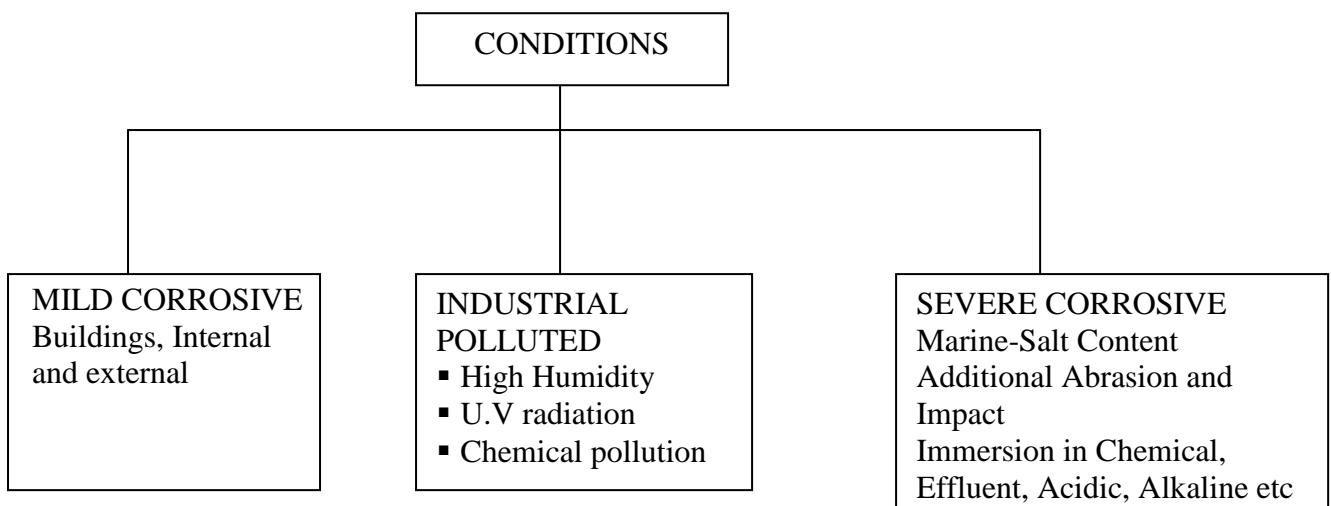 CONDITIONS
MILD CORROSIVE
Buildings, Internal
and external
INDUSTRIAL
POLLUTED
▪ High Humidity
▪ U.V radiation
▪ Chemical pollution
SEVERE CORROSIVE
Marine-Salt Content
Additional Abrasion and
Impact
Immersion in Chemical,
Effluent, Acidic, Alkaline etc